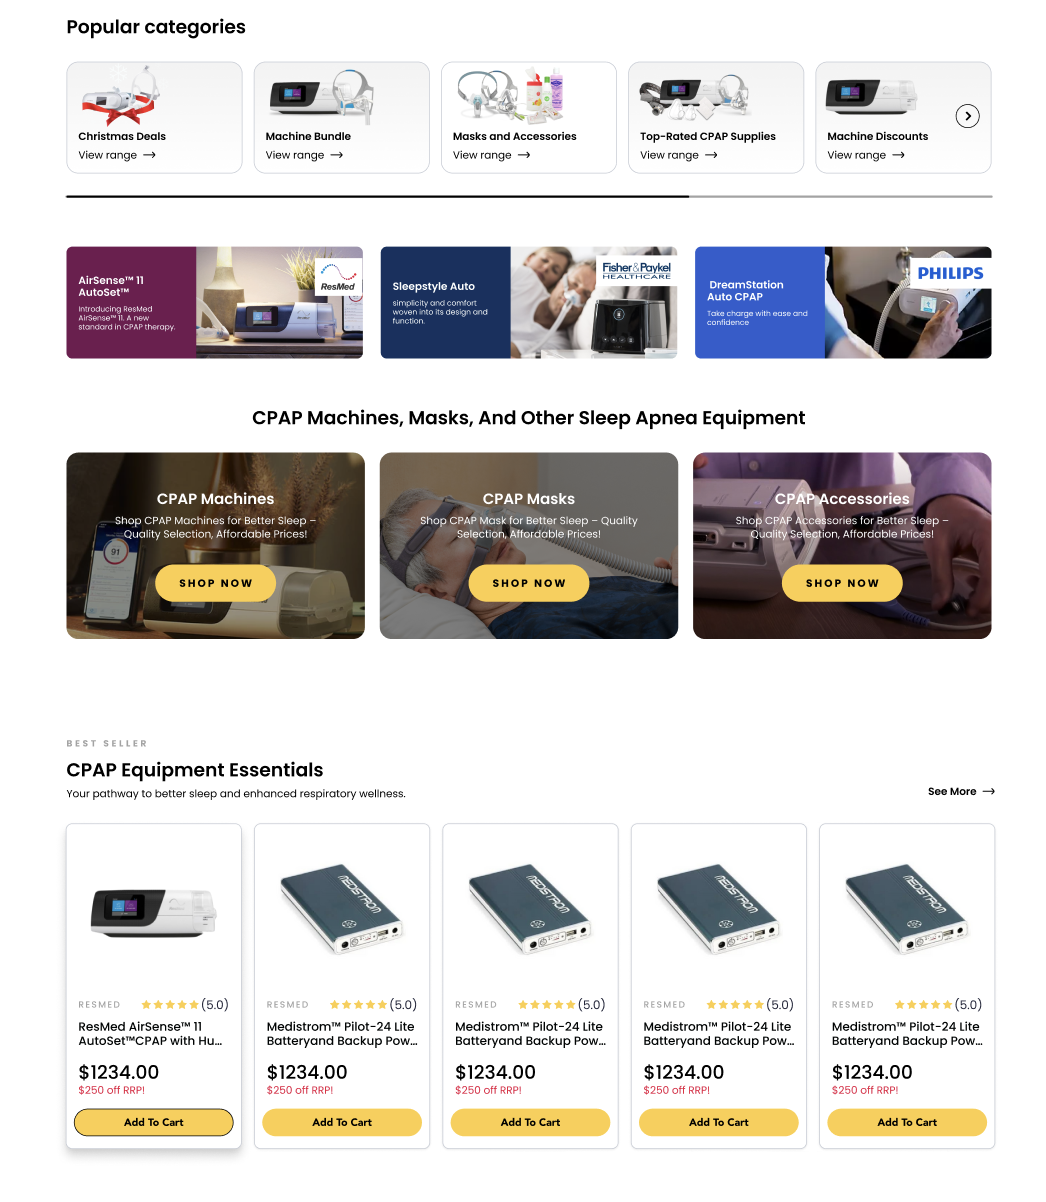 Popular categories
Christmas Deals
View range
Machine Bundle
View range
Masks and Accessories
View range
Top-Rated CPAP Supplies
View range
Machine Discounts
View range
AirSense™ 11
AutoSet™
Introducing ResMed
AirSense™ 11. A new
standard in CPAP therapy.
ResMed
Sleepstyle Auto
simplicity and comfort
woven into its design and
function.
Fisher&Paykel
HEALTHCARE
DreamStation
Auto CPAP
Take charge with ease and
confidence
PHILIPS
CPAP Machines, Masks, And Other Sleep Apnea Equipment
CPAP Machines
Shop CPAP Machines for Better Sleep –
Quality Selection, Affordable Prices!
91
SHOP NOW
CPAP Masks
Shop CPAP Mask for Better Sleep – Quality
Selection, Affordable Prices!
SHOP NOW
CPAP Accessories
Shop CPAP Accessories for Better Sleep –
Quality Selection, Affordable Prices!
SHOP NOW
BEST SELLER
CPAP Equipment Essentials
Your pathway to better sleep and enhanced respiratory wellness.
See More
RESMED
(5.0)
ResMed AirSense™ 11
AutoSet™CPAP with Hu...
$1234.00
$250 off RRP!
Add To Cart
MEDISTROM
RESMED
(5.0)
Medistrom™ Pilot-24 Lite
Batteryand Backup Pow...
$1234.00
$250 off RRP!
Add To Cart
MEDISTROM
RESMED
(5.0)
Medistrom™ Pilot-24 Lite
Batteryand Backup Pow...
$1234.00
$250 off RRP!
Add To Cart
MEDISTROM
RESMED
(5.0)
Medistrom™ Pilot-24 Lite
Batteryand Backup Pow...
$1234.00
$250 off RRP!
Add To Cart
MEDISTROM
RESMED
(5.0)
Medistrom™ Pilot-24 Lite
Batteryand Backup Pow...
$1234.00
$250 off RRP!
Add To Cart